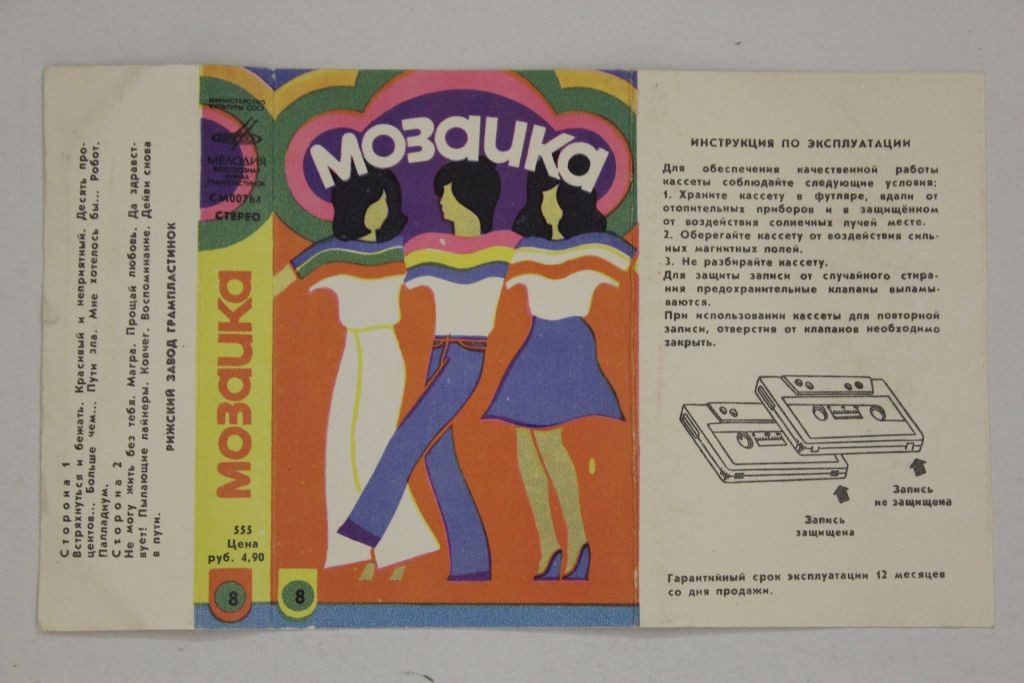 Сторона 1
Встряхнуться и бежать. Красивый и неприятный. Десять про-
центов... Больше чем... Пути зла. Мне хотелось бы... Робот.
Палладиум.
Сторона 2
Не могу жить без тебя. Магра. Прощай любовь. Да здравст-
вует! Пылающие лайнеры. Ковчег. Воспоминание. Дейви снова
в пути.
РИЖСКИЙ ЗАВОД ГРАМПЛАСТИНОК
МИНИСТЕРСТВО
КУЛЬТУРЫ СССР
МЕЛОДИЯ
ВСЕСОЮЗНАЯ
ФИРМА
ГРАМПЛАСТИНОК
СМ00764
СТЕРЕО
мозаика
555
Цена
руб. 4,90
8
мозаика
8
ИНСТРУКЦИЯ ПО ЭКСПЛУАТАЦИИ
Для обеспечения качественной работы
кассеты соблюдайте следующие условия:
1. Храните кассету в футляре, вдали от
отопительных приборов и в защищённом
от воздействия солнечных лучей месте.
2. Оберегайте кассету от воздействия силь-
ных магнитных полей.
3. Не разбирайте кассету.
Для защиты записи от случайного стира-
ния предохранительные клапаны выламы-
ваются.
При использовании кассеты для повторной
записи, отверстия от клапанов необходимо
закрыть.
Запись
не защищена
Запись
защищена
Гарантийный срок эксплуатации 12 месяцев
со дня продажи.